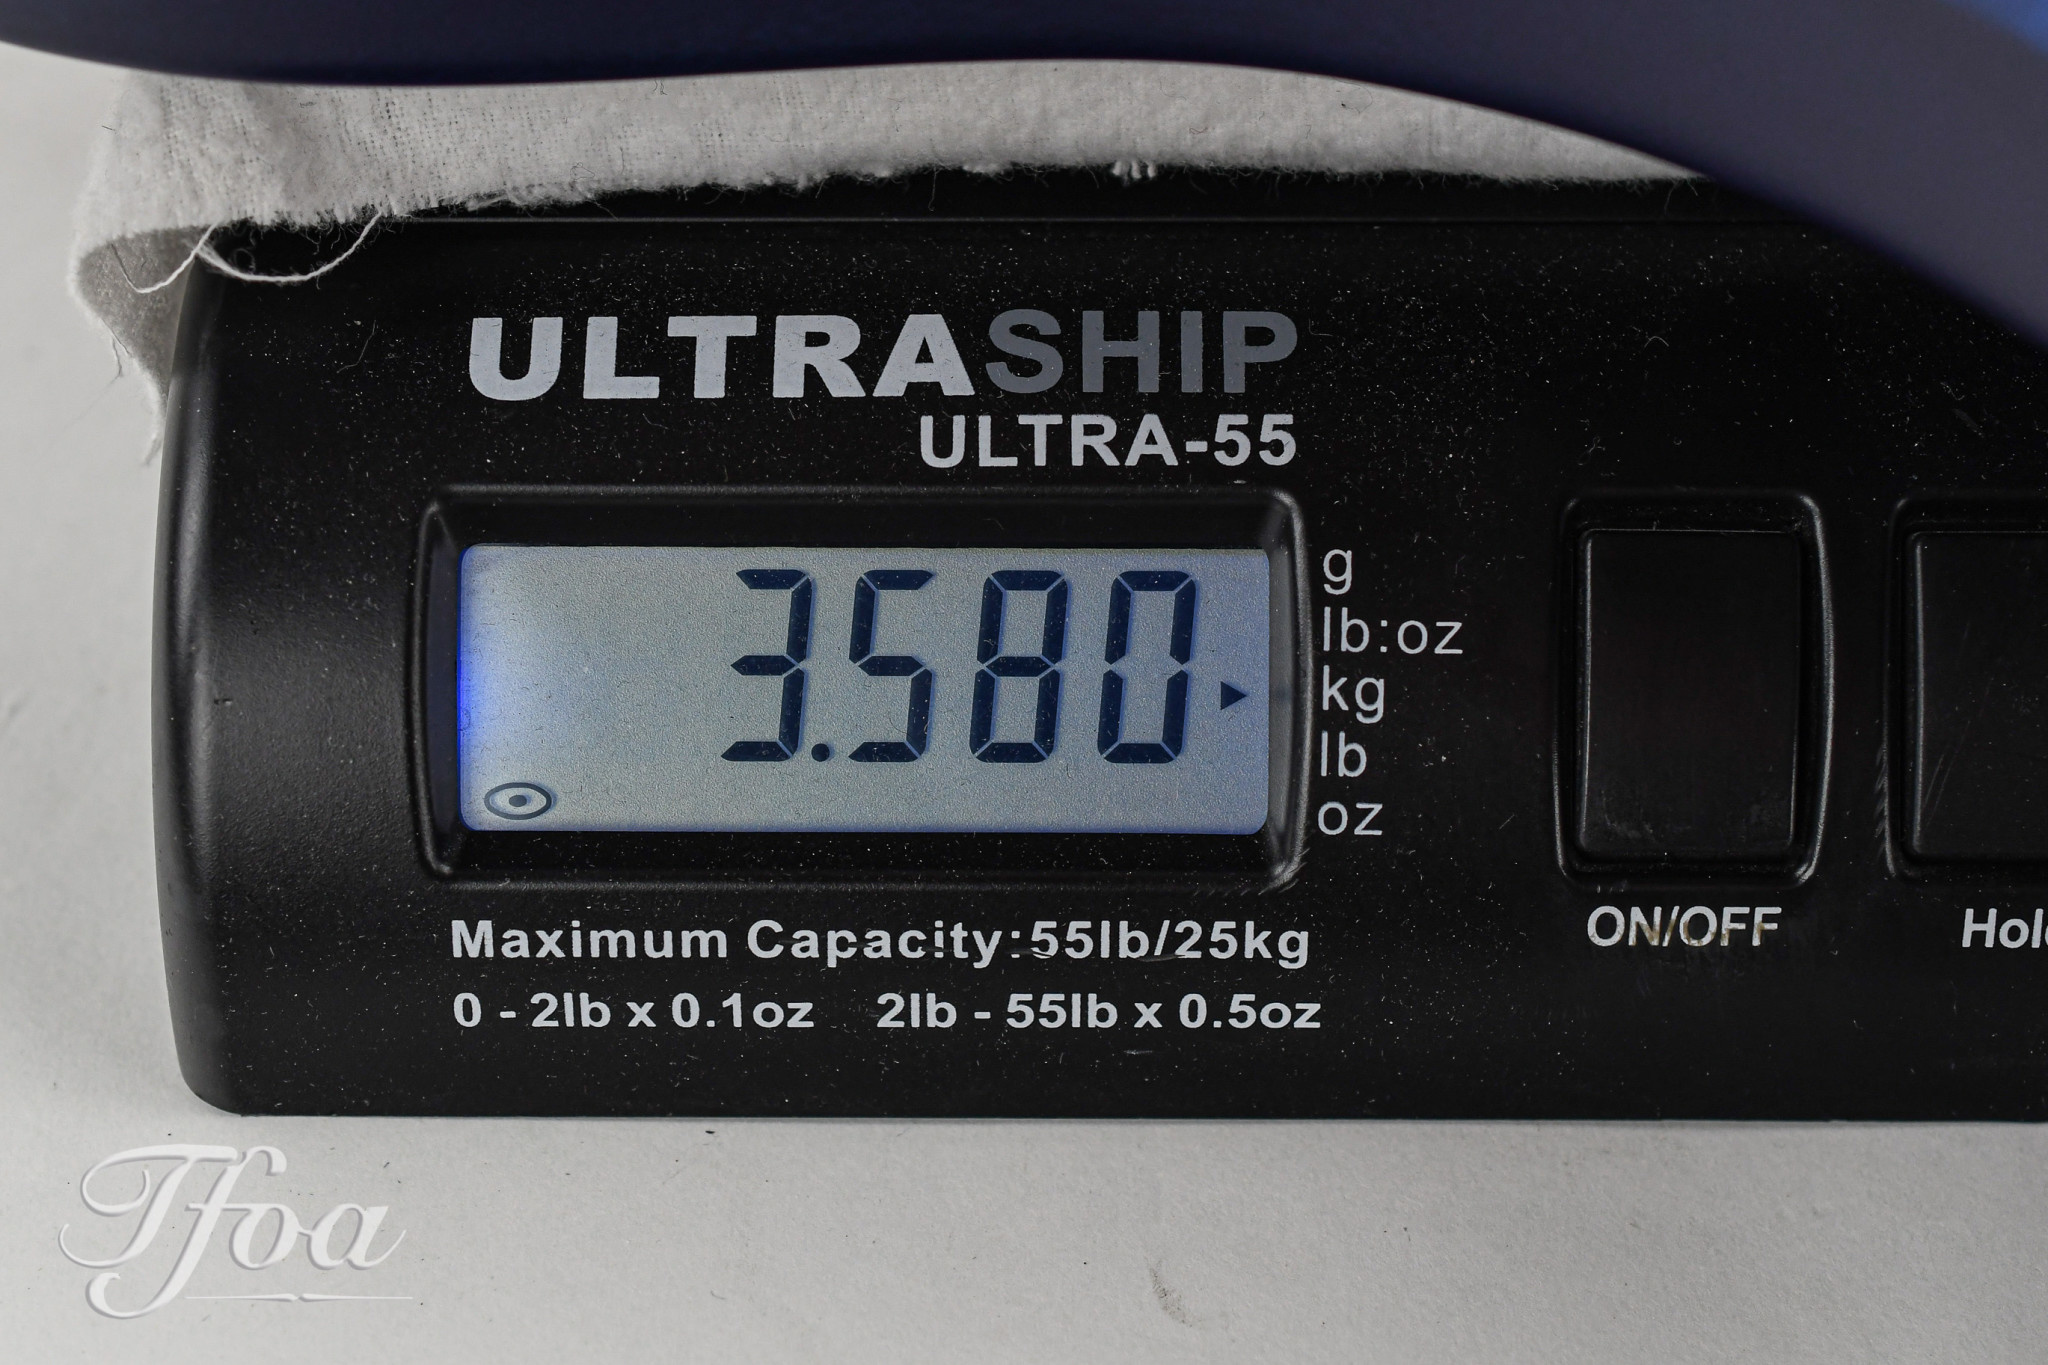 ULTRASHIP
ULTRA-55
3.580
g
lb:oz
kg
lb
oz
Maximum Capacity:55lb/25kg
0 - 2lb x 0.1oz 2lb - 55lb x 0.5oz
ON/OFF
Hol
Tfoa